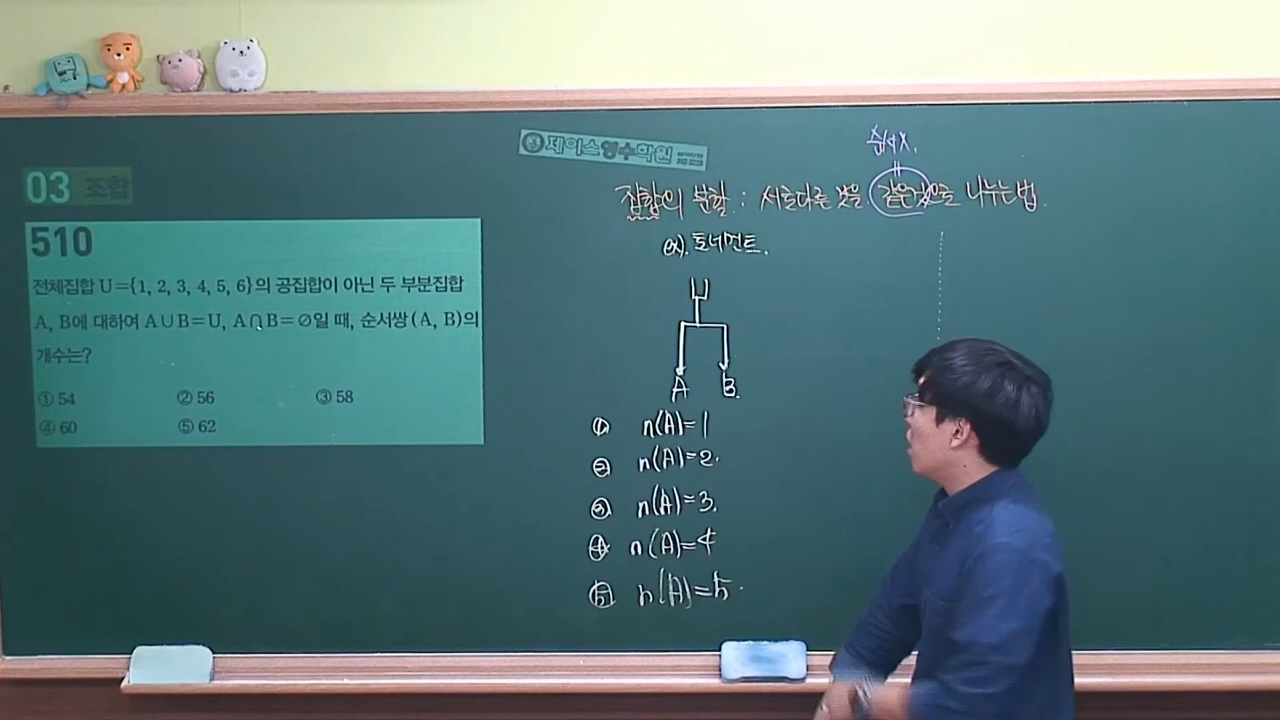 03 조합
510
전체집합 U={1, 2, 3, 4, 5, 6}의 공집합이 아닌 두 부분집합
A, B에 대하여 A∪B=U, A∩B=∅일 때, 순서쌍 (A, B)의
개수는?
① 54 ② 56 ③ 58
④ 60 ⑤ 62
제이스영수학원
순서X.
집합의 분할 : 서로다른 것을 같은것으로 나누는 법.
ex). 토너먼트.
U
A B.
① n(A)=1
② n(A)=2.
③ n(A)=3.
④ n(A)=4
⑤ n(A)=5.